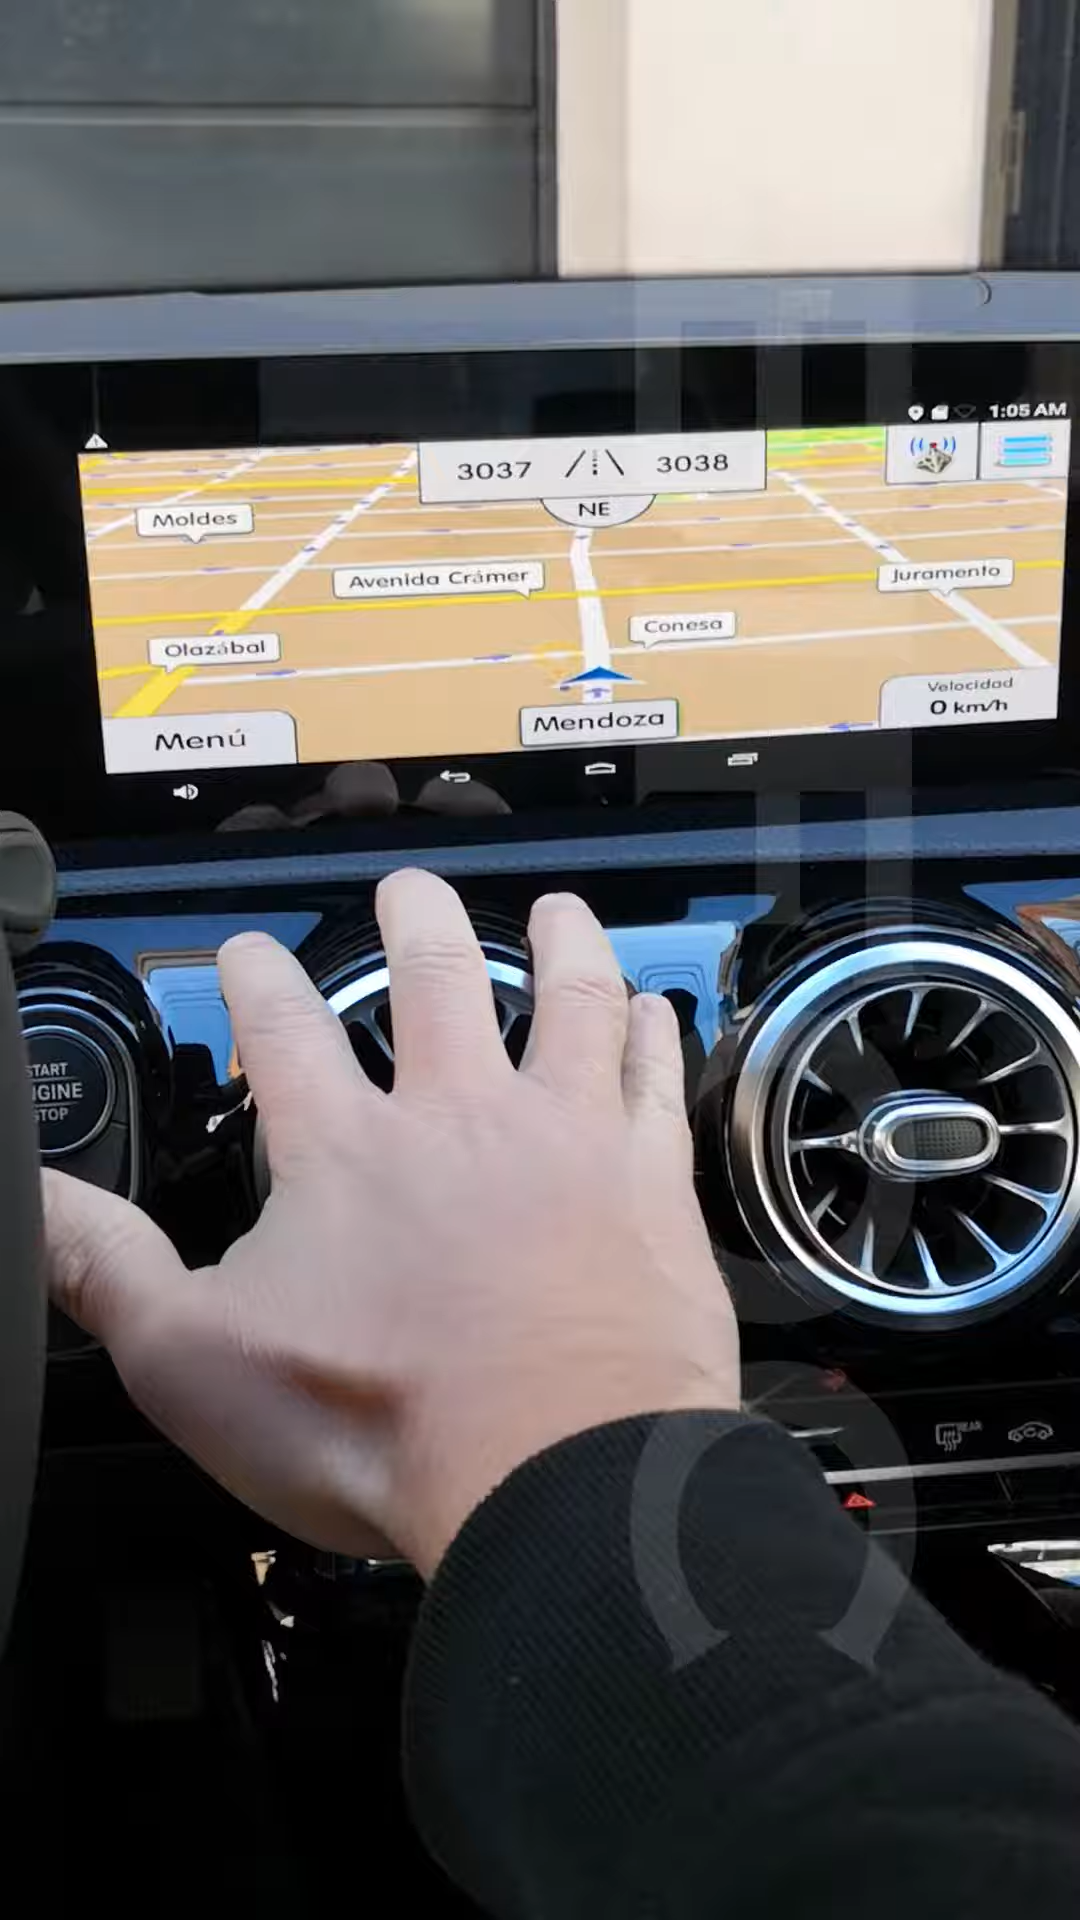 1:05 AM
3037
3038
NE
Moldes
Avenida Crámer
Juramento
Olazábal
Conesa
Velocidad
0 km/h
Mendoza
Menú
START
ENGINE
STOP
REAR